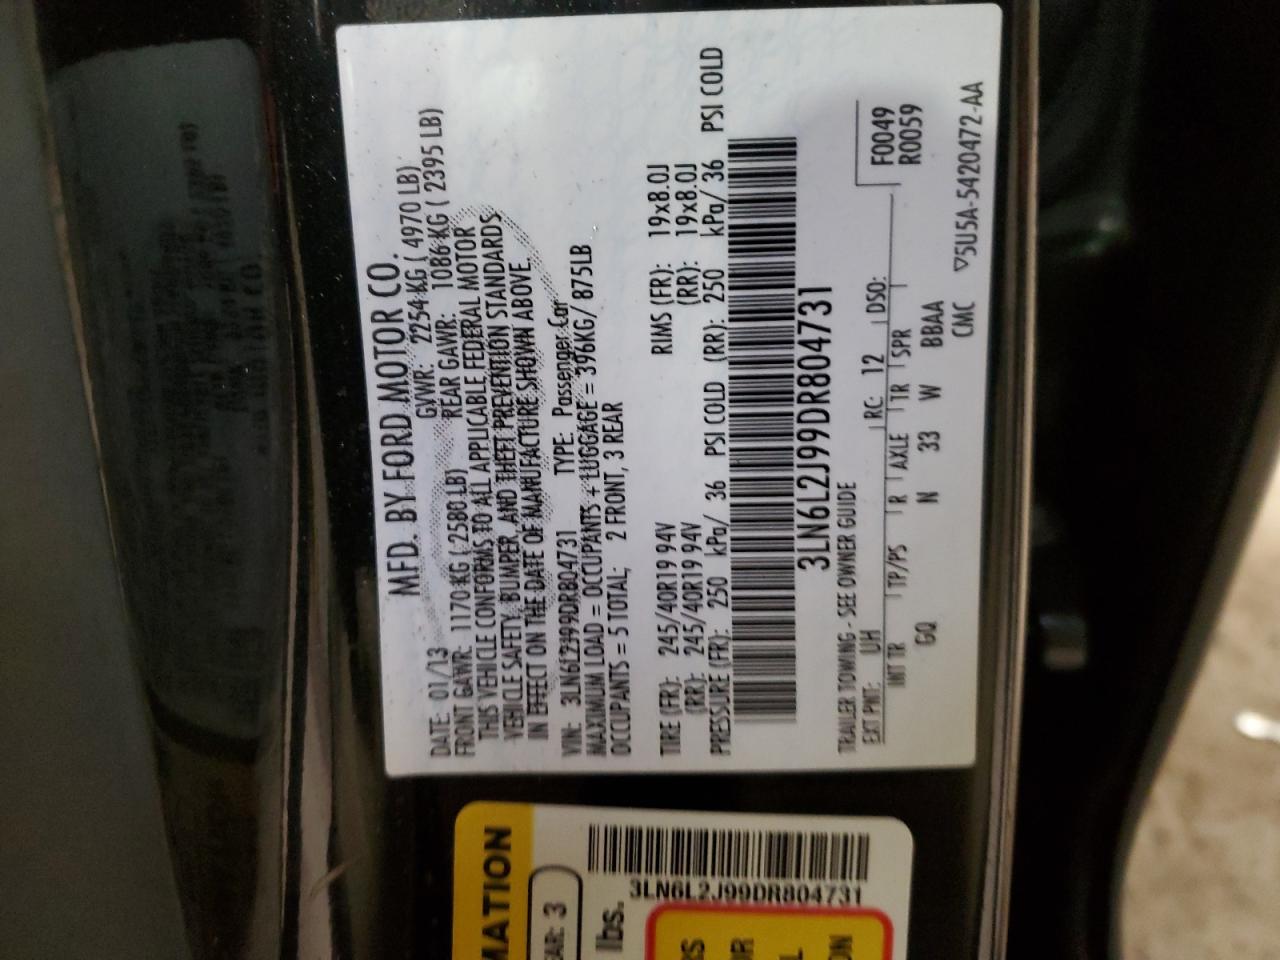 MFD. BY FORD MOTOR CO.
DATE: 01/13 GVWR: 2254 KG ( 4970 LB)
FRONT GAWR: 1170 KG ( 2580 LB) REAR GAWR: 1086 KG ( 2395 LB)
THIS VEHICLE CONFORMS TO ALL APPLICABLE FEDERAL MOTOR
VEHICLE SAFETY, BUMPER, AND THEFT PREVENTION STANDARDS
IN EFFECT ON THE DATE OF MANUFACTURE SHOWN ABOVE.
VIN: 3LN6L2J99DR804731 TYPE: Passenger Car
MAXIMUM LOAD = OCCUPANTS + LUGGAGE = 396KG/ 875LB
OCCUPANTS = 5 TOTAL; 2 FRONT, 3 REAR
TIRE (FR): 245/40R19 94V RIMS (FR): 19x8.0J
(RR): 245/40R19 94V (RR): 19x8.0J
PRESSURE (FR): 250 kPa/ 36 PSI COLD (RR): 250 kPa/ 36 PSI COLD
3LN6L2J99DR804731
TRAILER TOWING - SEE OWNER GUIDE
EXT PNT: UH RC: 12 DSO: F0049
R0059
INT TR TP/PS R AXLE TR SPR
GQ N 33 W BBAA
CMC ▽5U5A-5420472-AA
MATION
EAR: 3
lbs.
3LN6L2J99DR804731
RS
OR
L
ON